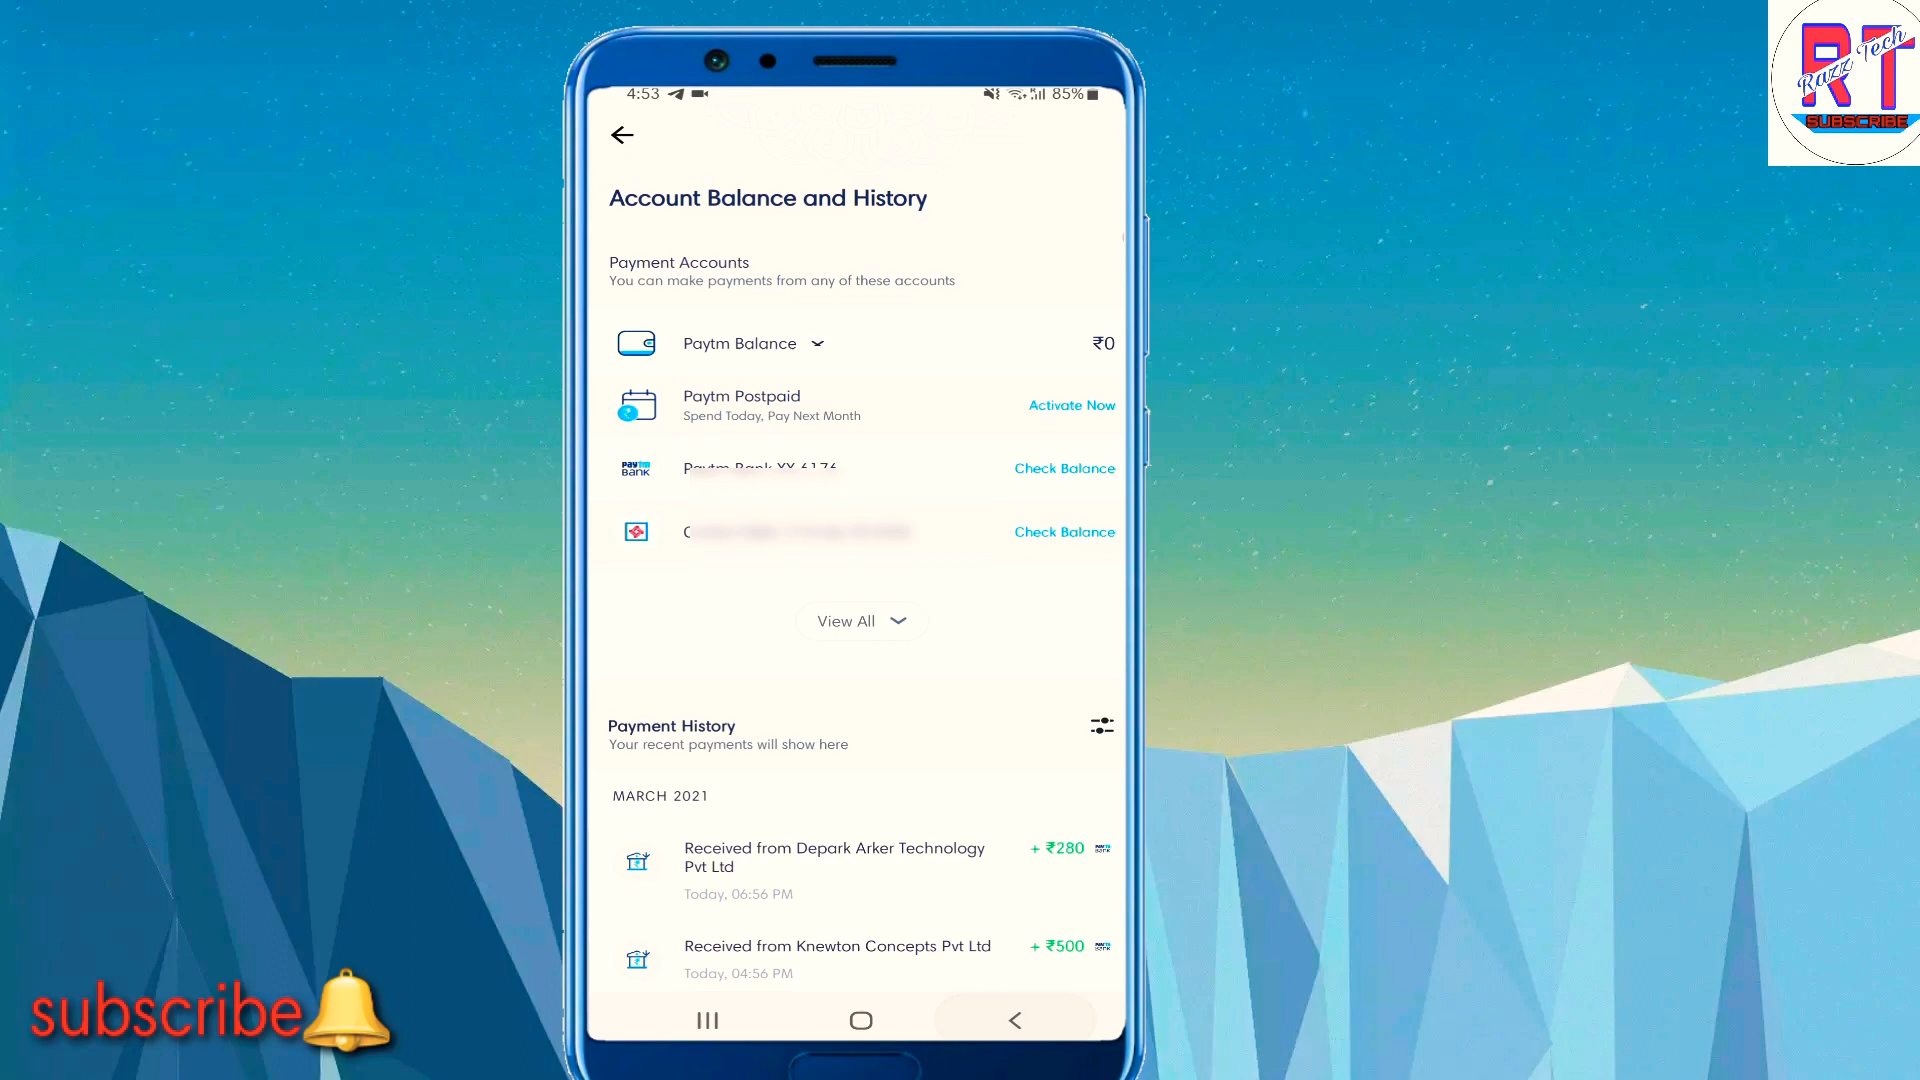 4:53 85%
Razz Tech
RT
SUBSCRIBE
Account Balance and History
Payment Accounts
You can make payments from any of these accounts
Paytm Balance ₹0
Paytm Postpaid
Spend Today, Pay Next Month
Activate Now
Paytm BANK
Paytm Bank XX 6176
Check Balance
Check Balance
View All
Payment History
Your recent payments will show here
MARCH 2021
Received from Depark Arker Technology
Pvt Ltd
+ ₹280
Today, 06:56 PM
Received from Knewton Concepts Pvt Ltd
+ ₹500
Today, 04:56 PM
subscribe